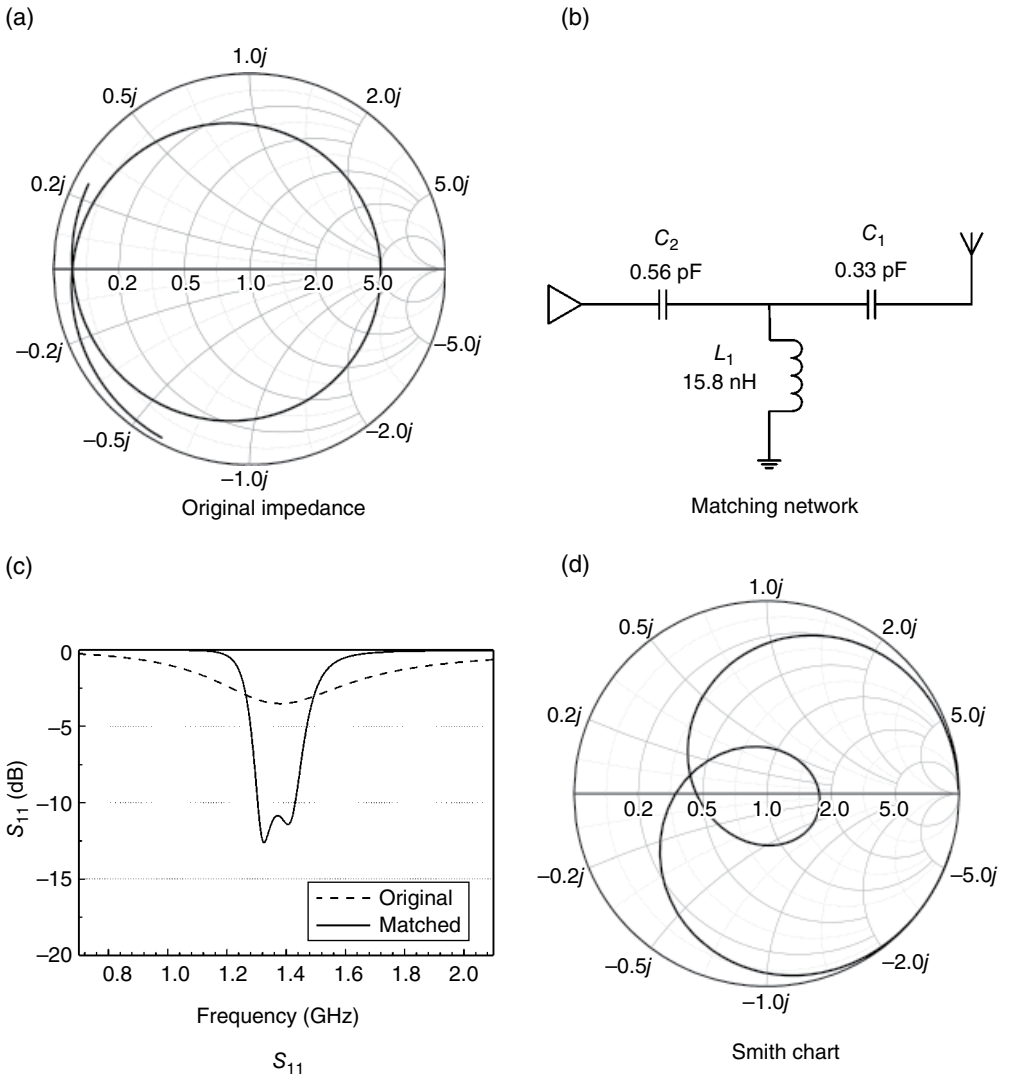 (a)
1.0j
0.5j
2.0j
0.2j
5.0j
0.2
0.5
1.0
2.0
5.0
–0.2j
–5.0j
–0.5j
–2.0j
–1.0j
Original impedance
(b)
C2
0.56 pF
C1
0.33 pF
L1
15.8 nH
Matching network
(c)
0
–5
–10
–15
–20
S11 (dB)
Original
Matched
0.8
1.0
1.2
1.4
1.6
1.8
2.0
Frequency (GHz)
S11
(d)
1.0j
0.5j
2.0j
0.2j
5.0j
0.2
0.5
1.0
2.0
5.0
–0.2j
–5.0j
–0.5j
–2.0j
–1.0j
Smith chart